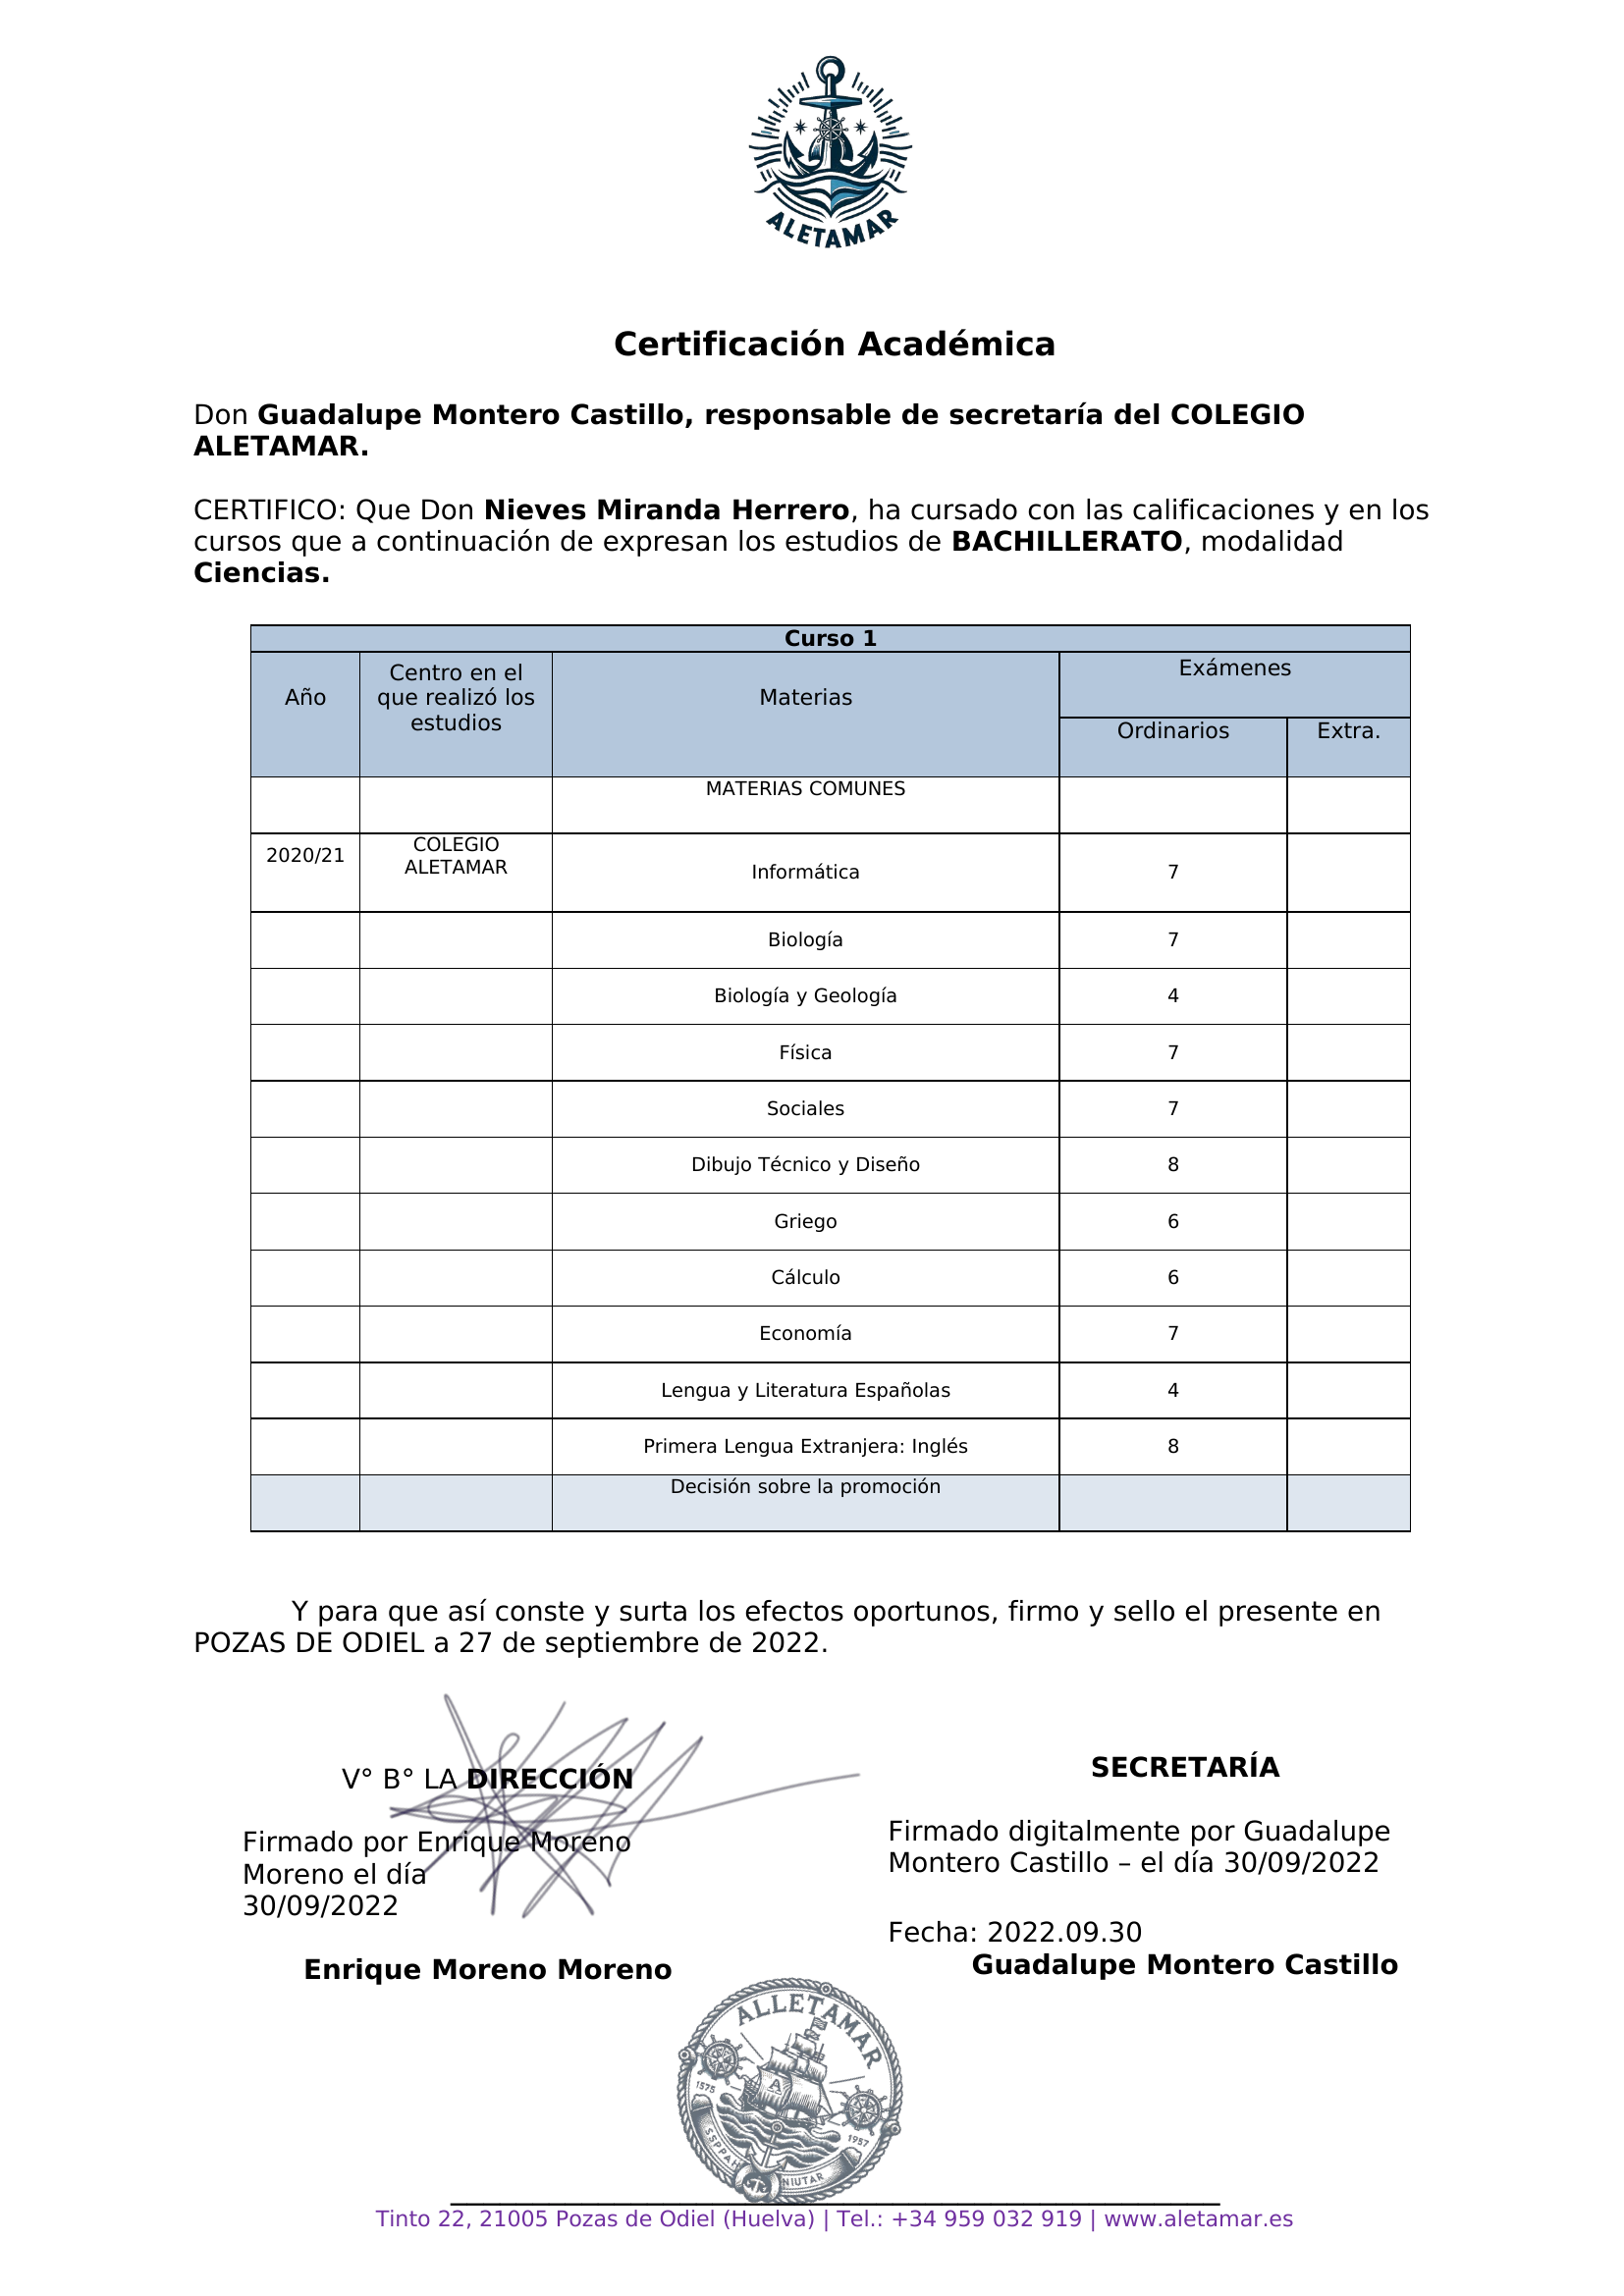 ALETAMAR
Certificación Académica
Don Guadalupe Montero Castillo, responsable de secretaría del COLEGIO
ALETAMAR.
CERTIFICO: Que Don Nieves Miranda Herrero, ha cursado con las calificaciones y en los
cursos que a continuación de expresan los estudios de BACHILLERATO, modalidad
Ciencias.
Curso 1
Año
Centro en el
que realizó los
estudios
Materias
Exámenes
Ordinarios
Extra.
MATERIAS COMUNES
2020/21
COLEGIO
ALETAMAR
Informática 7
Biología 7
Biología y Geología 4
Física 7
Sociales 7
Dibujo Técnico y Diseño 8
Griego 6
Cálculo 6
Economía 7
Lengua y Literatura Españolas 4
Primera Lengua Extranjera: Inglés 8
Decisión sobre la promoción
Y para que así conste y surta los efectos oportunos, firmo y sello el presente en
POZAS DE ODIEL a 27 de septiembre de 2022.
V° B° LA DIRECCIÓN
Firmado por Enrique Moreno
Moreno el día
30/09/2022
Enrique Moreno Moreno
SECRETARÍA
Firmado digitalmente por Guadalupe
Montero Castillo – el día 30/09/2022
Fecha: 2022.09.30
Guadalupe Montero Castillo
ALLETAMAR
A
1575
1957
SSPPAH
NIUTAR
Tinto 22, 21005 Pozas de Odiel (Huelva) | Tel.: +34 959 032 919 | www.aletamar.es